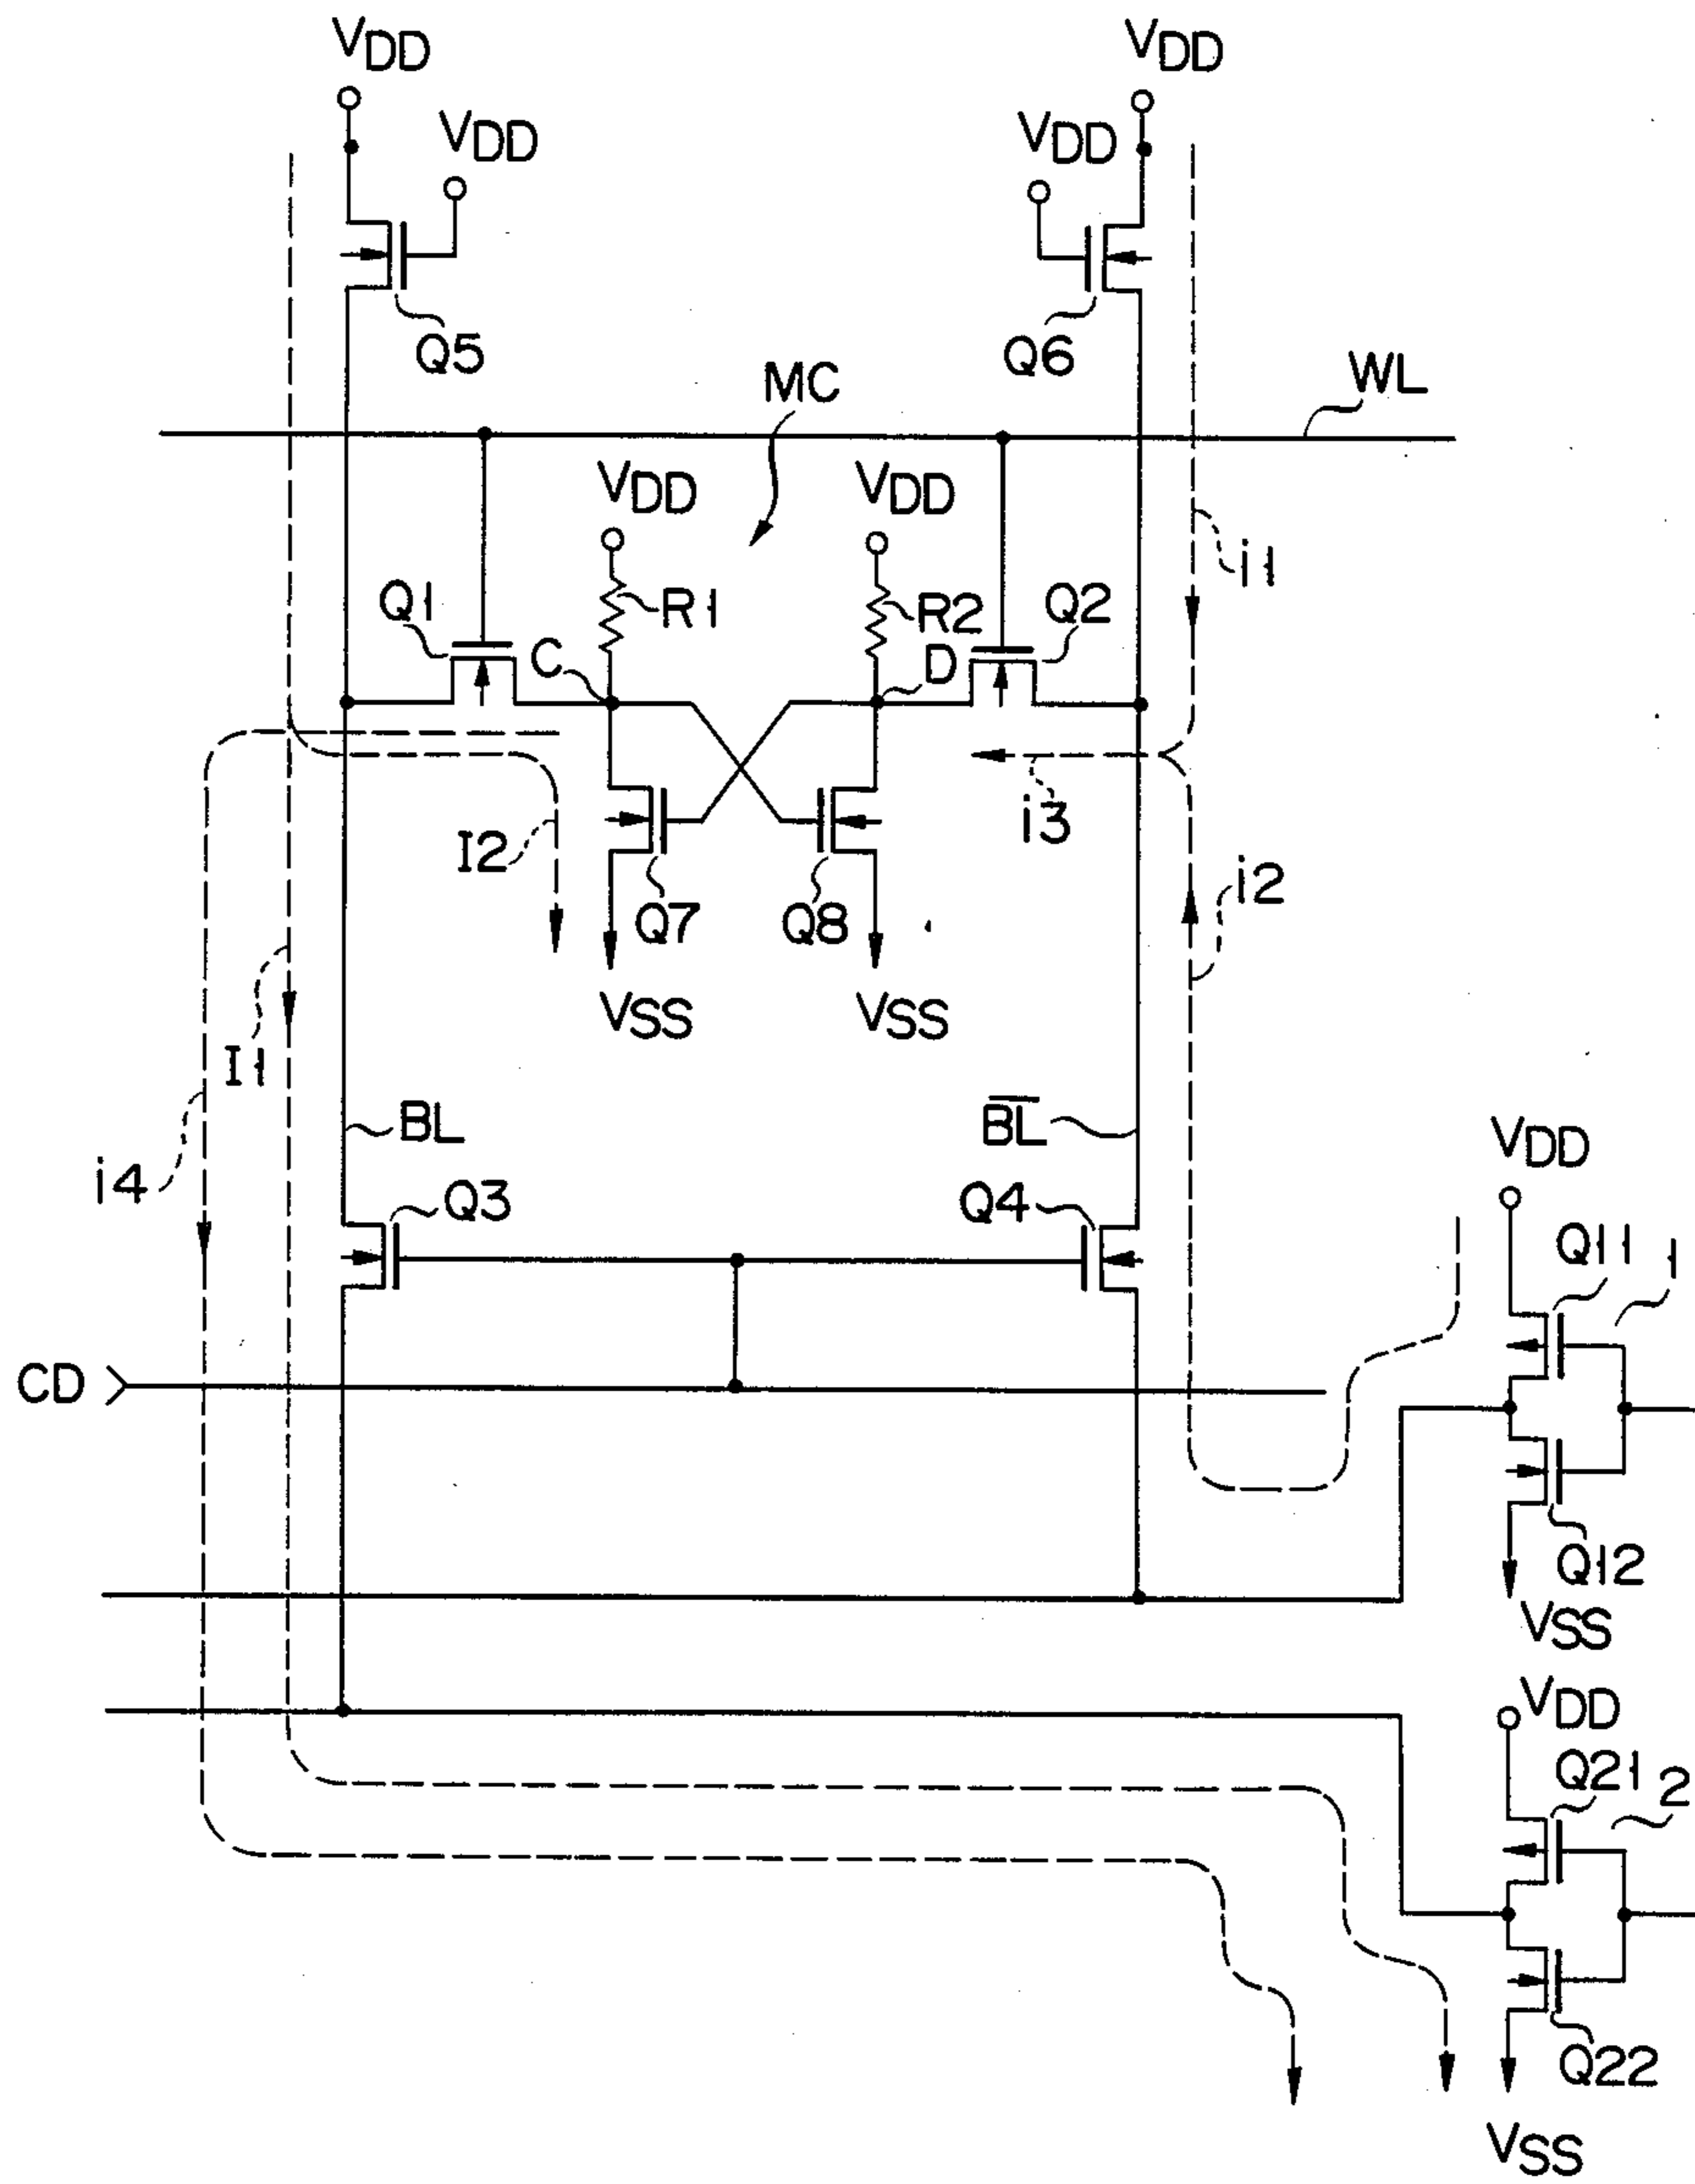 VDD
VDD
VDD
VDD
Q5
Q6
MC
WL
VDD
VDD
i1
Q1
R1
R2
Q2
C
D
I2
i3
i2
Q7
Q8
VSS
VSS
I1
BL
BL
VDD
i4
Q3
Q4
Q11
1
CD
Q12
VSS
VDD
Q21
2
Q22
VSS